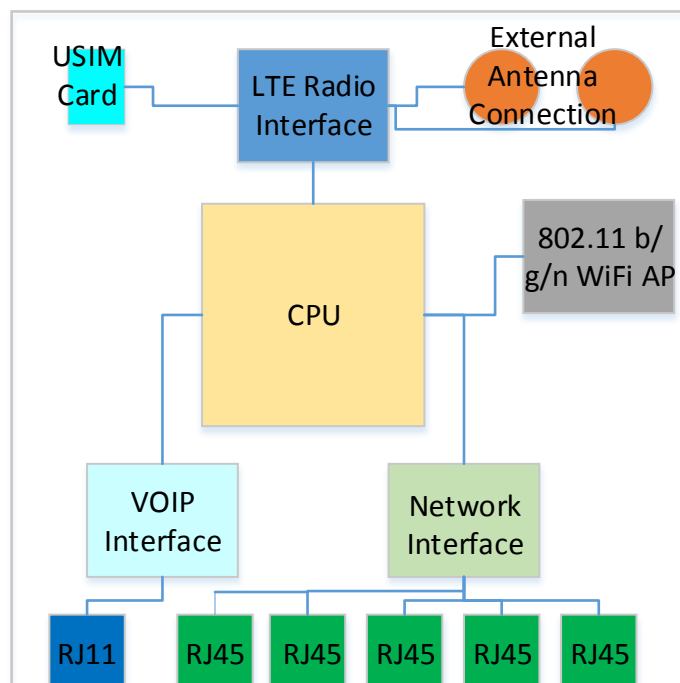 USIM
Card
LTE Radio
Interface
External
Antenna
Connection
802.11 b/
g/n WiFi AP
CPU
VOIP
Interface
Network
Interface
RJ11
RJ45
RJ45
RJ45
RJ45
RJ45